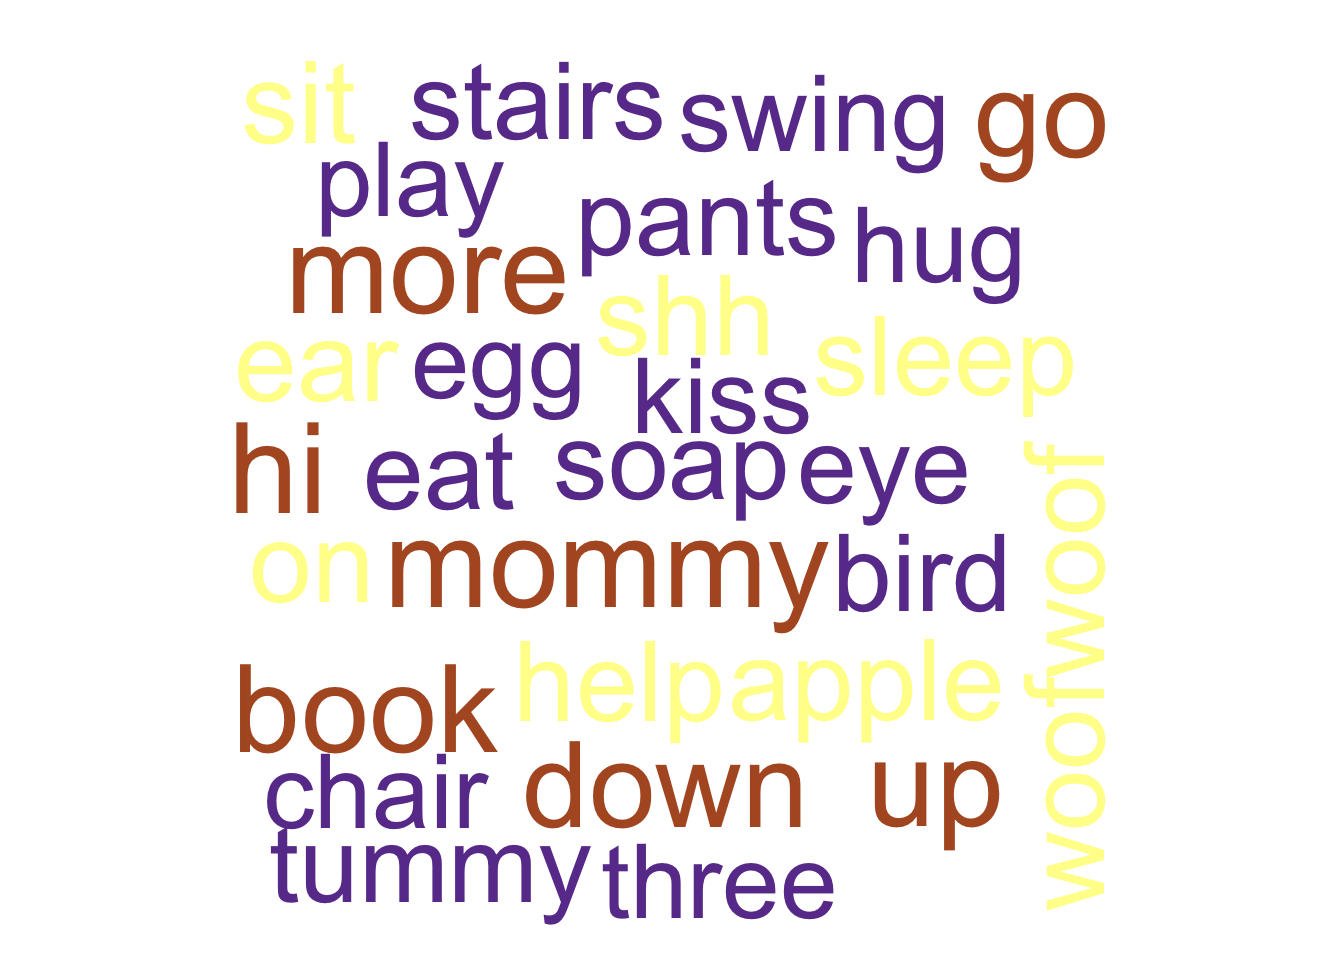 sit stairs swing go
play pants hug
more shh
ear egg kiss sleep
hi eat soap eye
on mommy bird
woofwoof
book help apple
chair down up
tummy three